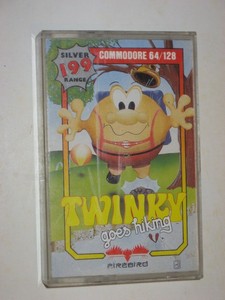 SILVER
199
RANGE
COMMODORE 64/128
TWINKY
goes hiking
FIREBIRD